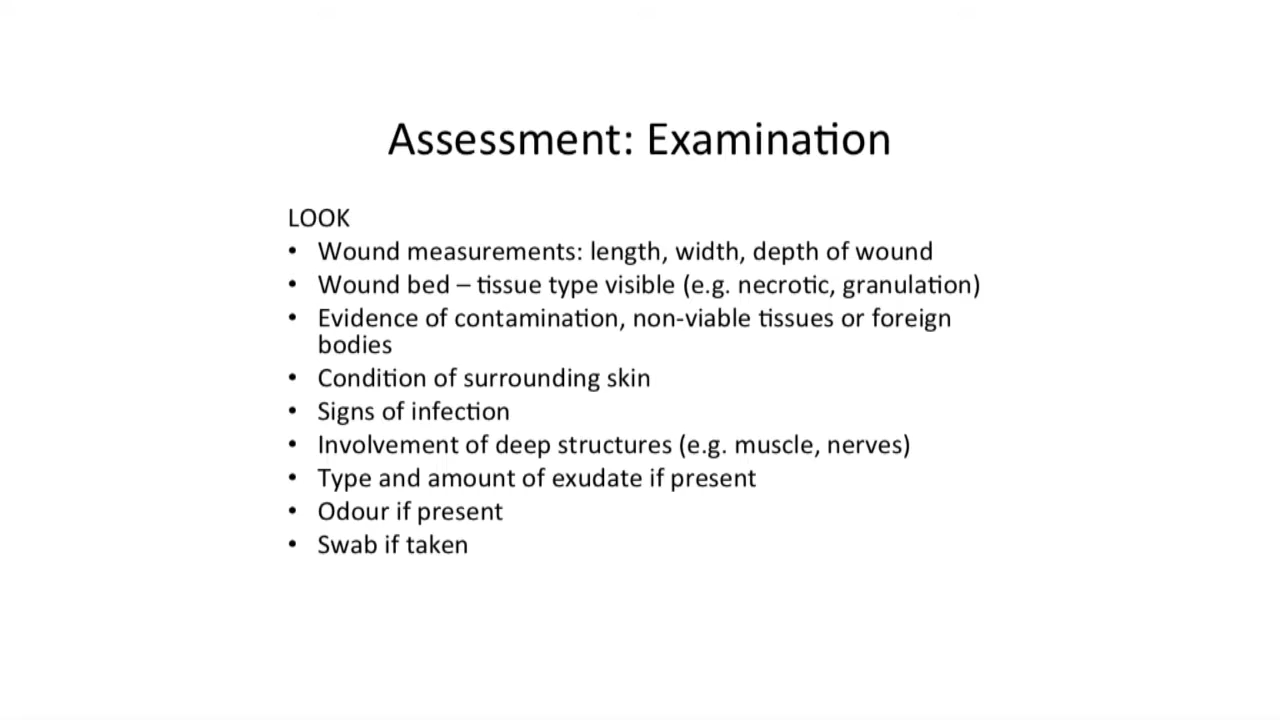 Assessment: Examination
LOOK
• Wound measurements: length, width, depth of wound
• Wound bed – tissue type visible (e.g. necrotic, granulation)
• Evidence of contamination, non-viable tissues or foreign
bodies
• Condition of surrounding skin
• Signs of infection
• Involvement of deep structures (e.g. muscle, nerves)
• Type and amount of exudate if present
• Odour if present
• Swab if taken